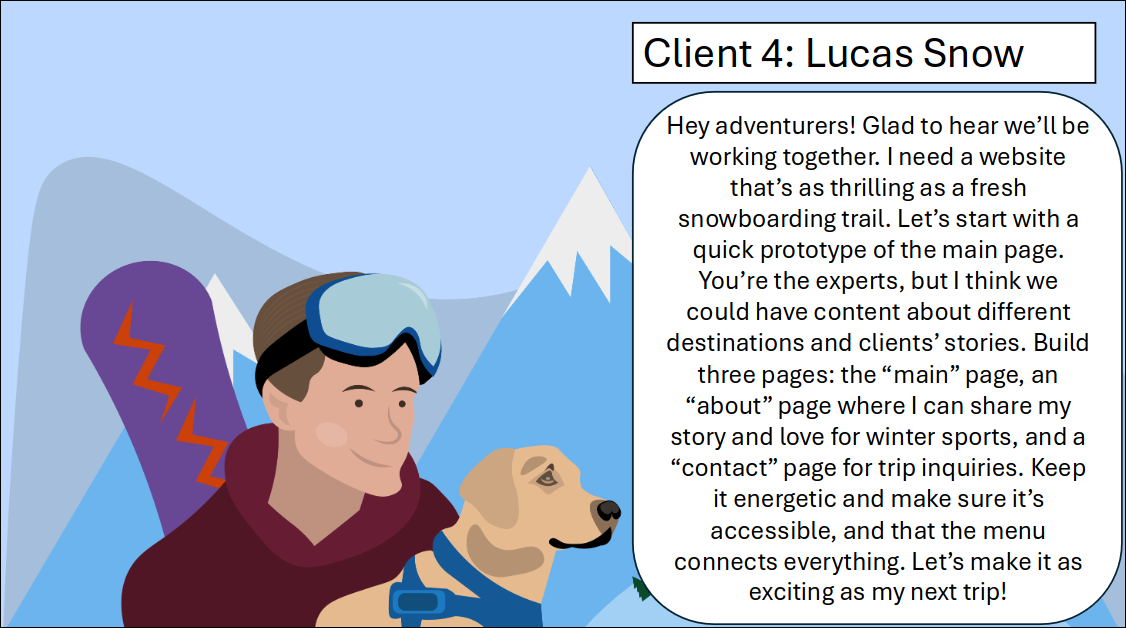 Client 4: Lucas Snow
Hey adventurers! Glad to hear we’ll be
working together. I need a website
that’s as thrilling as a fresh
snowboarding trail. Let’s start with a
quick prototype of the main page.
You’re the experts, but I think we
could have content about different
destinations and clients’ stories. Build
three pages: the “main” page, an
“about” page where I can share my
story and love for winter sports, and a
“contact” page for trip inquiries. Keep
it energetic and make sure it’s
accessible, and that the menu
connects everything. Let’s make it as
exciting as my next trip!